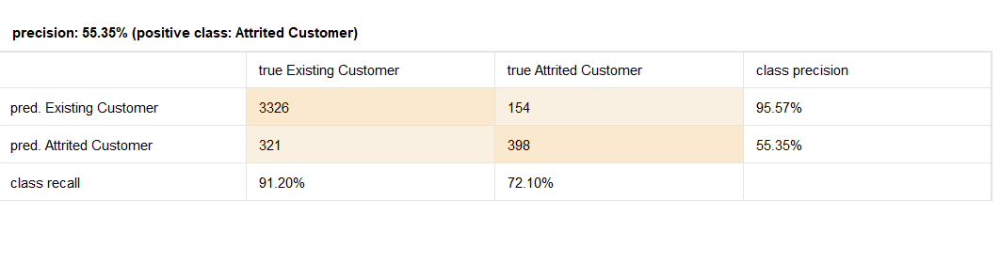 precision: 55.35% (positive class: Attrited Customer)
true Existing Customer true Attrited Customer class precision
pred. Existing Customer 3326 154 95.57%
pred. Attrited Customer 321 398 55.35%
class recall 91.20% 72.10%